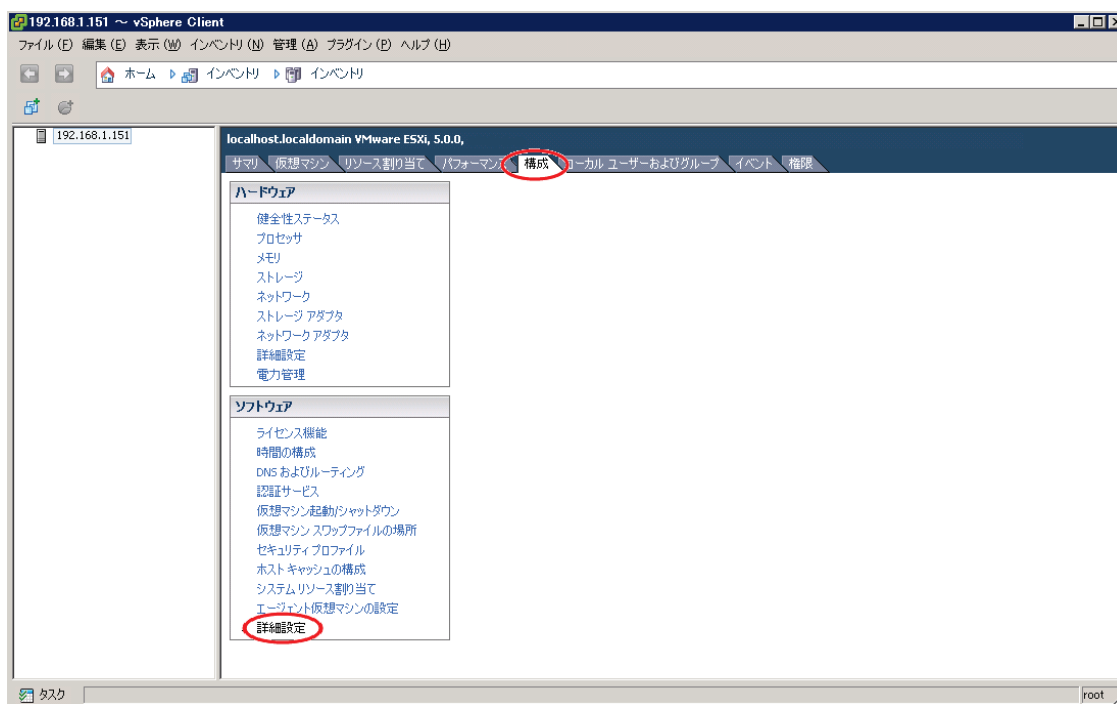 192.168.1.151 ~ vSphere Client
ファイル(F) 編集(E) 表示(W) インベントリ(N) 管理(A) プラグイン(P) ヘルプ(H)
ホーム インベントリ インベントリ
192.168.1.151
localhost.localdomain VMware ESXi, 5.0.0,
サマリ 仮想マシン リソース割り当て パフォーマンス 構成 ローカル ユーザーおよびグループ イベント 権限
ハードウェア
健全性ステータス
プロセッサ
メモリ
ストレージ
ネットワーク
ストレージ アダプタ
ネットワーク アダプタ
詳細設定
電力管理
ソフトウェア
ライセンス機能
時間の構成
DNS およびルーティング
認証サービス
仮想マシン起動/シャットダウン
仮想マシン スワップファイルの場所
セキュリティ プロファイル
ホスト キャッシュの構成
システム リソース割り当て
エージェント仮想マシンの設定
詳細設定
タスク
root